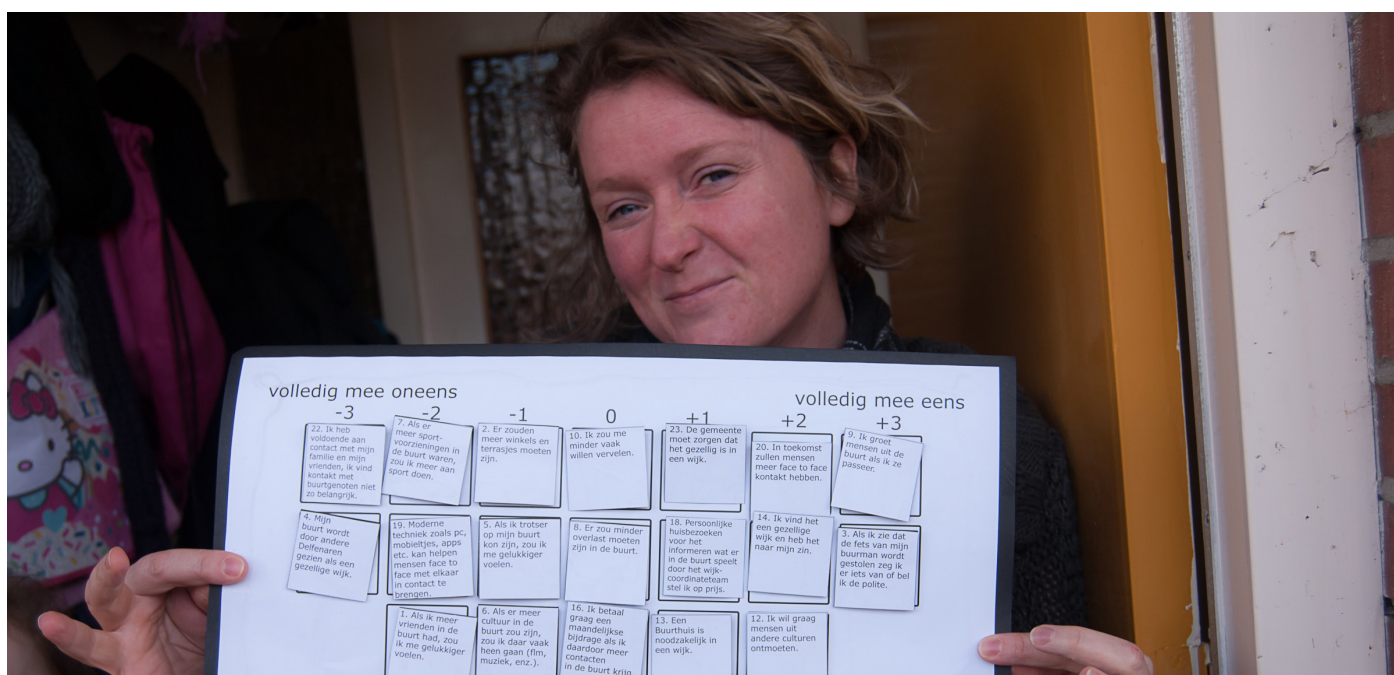 volledig mee oneens
volledig mee eens
-3
-2
-1
0
+1
+2
+3
22. Ik heb
voldoende aan
contact met mijn
familie en mijn
vrienden, ik vind
kontakt met
buurtgenoten niet
zo belangrijk.
7. Als er
meer sport-
voorzieningen in
de buurt waren,
zou ik meer aan
sport doen.
2. Er zouden
meer winkels en
terrasjes moeten
zijn.
10. Ik zou me
minder vaak
willen vervelen.
23. De gemeente
moet zorgen dat
het gezellig is in
een wijk.
20. In toekomst
zullen mensen
meer face to face
kontakt hebben.
9. Ik groet
mensen uit de
buurt als ik ze
passeer.
4. Mijn
buurt wordt
door andere
Delfenaren
gezien als een
gezellige wijk.
19. Moderne
techniek zoals pc,
mobieltjes, apps
etc. kan helpen
mensen face to
face met elkaar
in contact te
brengen.
5. Als ik trotser
op mijn buurt
kon zijn, zou ik
me gelukkiger
voelen.
8. Er zou minder
overlast moeten
zijn in de buurt.
18. Persoonlijke
huisbezoeken
voor het
informeren wat er
in de buurt speelt
door het wijk-
coordinateteam
stel ik op prijs.
14. Ik vind het
een gezellige
wijk en heb het
naar mijn zin.
3. Als ik zie dat
de fets van mijn
buurman wordt
gestolen zeg ik
er iets van of bel
ik de polite.
1. Als ik meer
vrienden in de
buurt had, zou
ik me gelukkiger
voelen.
6. Als er meer
cultuur in de
buurt zou zijn,
zou ik daar vaak
heen gaan (flm,
muziek, enz.).
16. Ik betaal
graag een
maandelijkse
bijdrage als ik
daardoor meer
contacten
in de buurt krijg
13. Een
Buurthuis is
noodzakelijk in
een wijk.
12. Ik wil graag
mensen uit
andere culturen
ontmoeten.